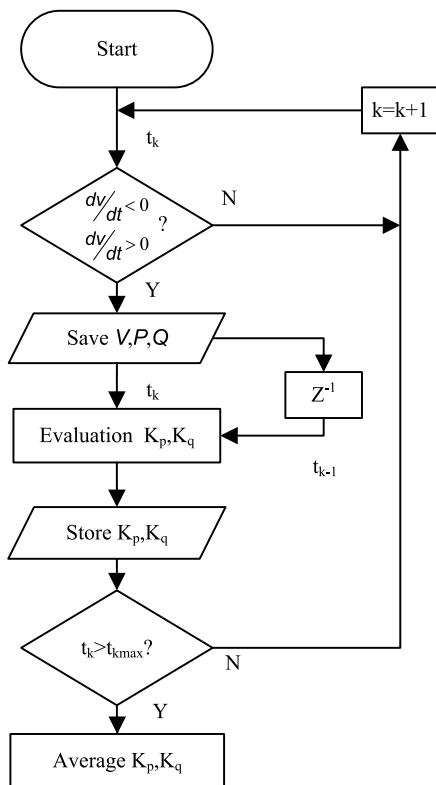 Start
k=k+1
t_k
dv/dt<0
dv/dt>0
?
N
Y
Save V,P,Q
t_k
Z^-1
Evaluation K_p,K_q
t_k-1
Store K_p,K_q
t_k>t_kmax?
N
Y
Average K_p,K_q